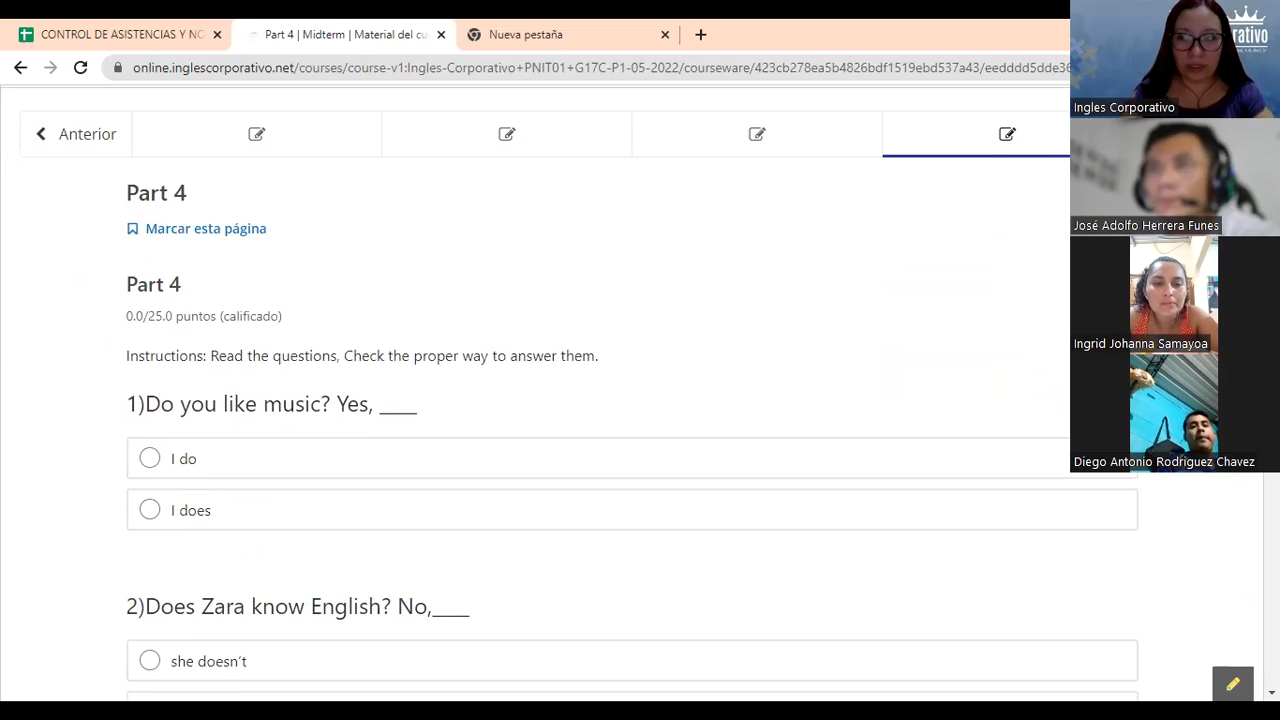 CONTROL DE ASISTENCIAS Y NO
Part 4 | Midterm | Material del cu
Nueva pestaña
online.inglescorporativo.net/courses/course-v1:Ingles-Corporativo+PNIT01+G17C-P1-05-2022/courseware/423cb278ea5b4826bdf1519ebd537a43/eedddd5dde36
Anterior
Part 4
Marcar esta página
Part 4
0.0/25.0 puntos (calificado)
Instructions: Read the questions, Check the proper way to answer them.
1)Do you like music? Yes, ____
I do
I does
2)Does Zara know English? No,____
she doesn't
rativo
Ingles Corporativo
José Adolfo Herrera Funes
Ingrid Johanna Samayoa
Diego Antonio Rodríguez Chavez